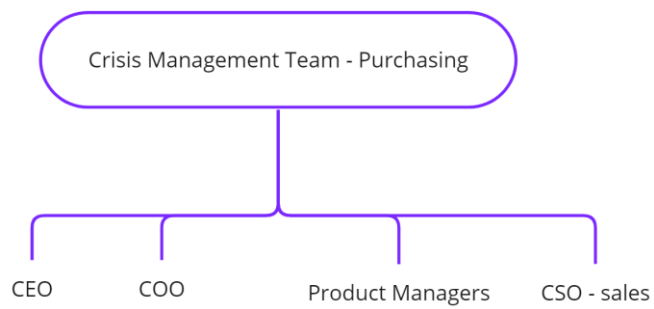 Crisis Management Team - Purchasing
CEO
COO
Product Managers
CSO - sales